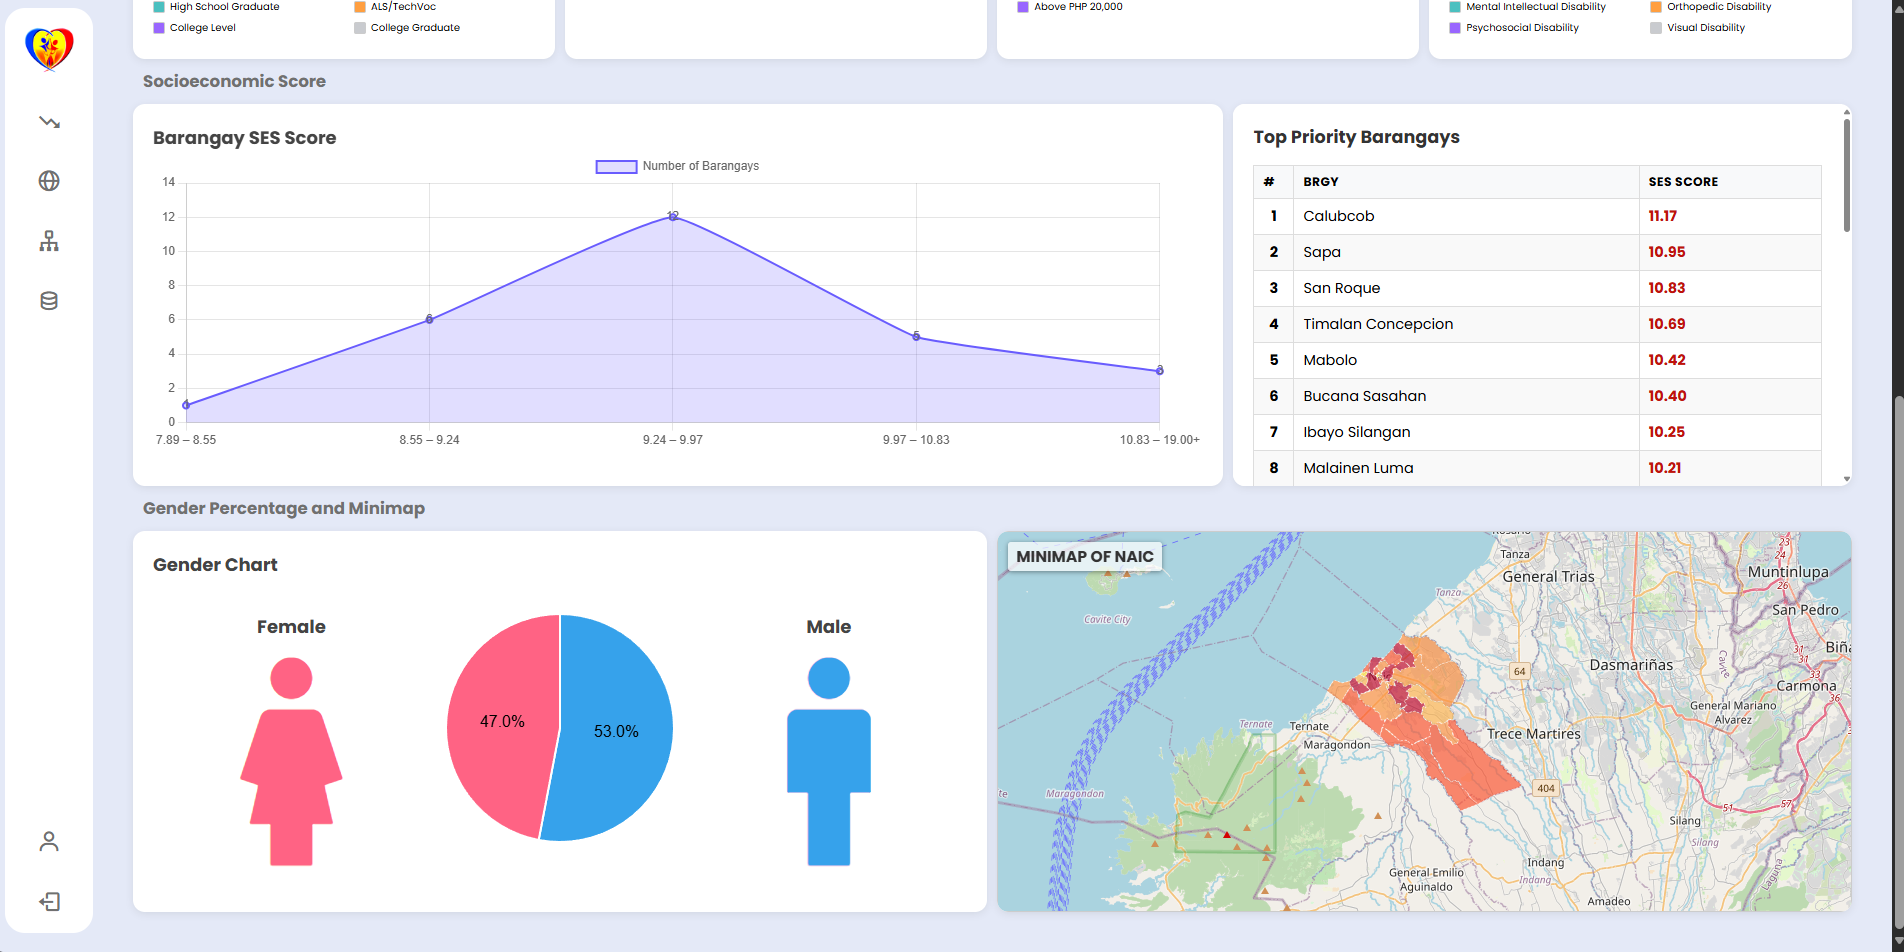 High School Graduate
ALS/TechVoc
College Level
College Graduate
Above PHP 20,000
Mental Intellectual Disability
Orthopedic Disability
Psychosocial Disability
Visual Disability
Socioeconomic Score
Barangay SES Score
Number of Barangays
14
12
10
8
6
4
2
0
12
6
5
3
7.89 – 8.55
8.55 – 9.24
9.24 – 9.97
9.97 – 10.83
10.83 – 19.00+
Top Priority Barangays
# BRGY SES SCORE
1 Calubcob 11.17
2 Sapa 10.95
3 San Roque 10.83
4 Timalan Concepcion 10.69
5 Mabolo 10.42
6 Bucana Sasahan 10.40
7 Ibayo Silangan 10.25
8 Malainen Luma 10.21
Gender Percentage and Minimap
Gender Chart
Female
47.0%
53.0%
Male
MINIMAP OF NAIC
Tanza
General Trias
Tanza
Cavite City
23
24
Muntinlupa
26
San Pedro
31
31
33
Biña
Cavite
Dasmariñas
64
Carmona
36
General Mariano
Alvarez
Ternate
Ternate
Maragondon
Trece Martires
te
Maragondon
404
51
57
Silang
Silang
Indang
Indang
General Emilio
Aguinaldo
Laguna
Amadeo